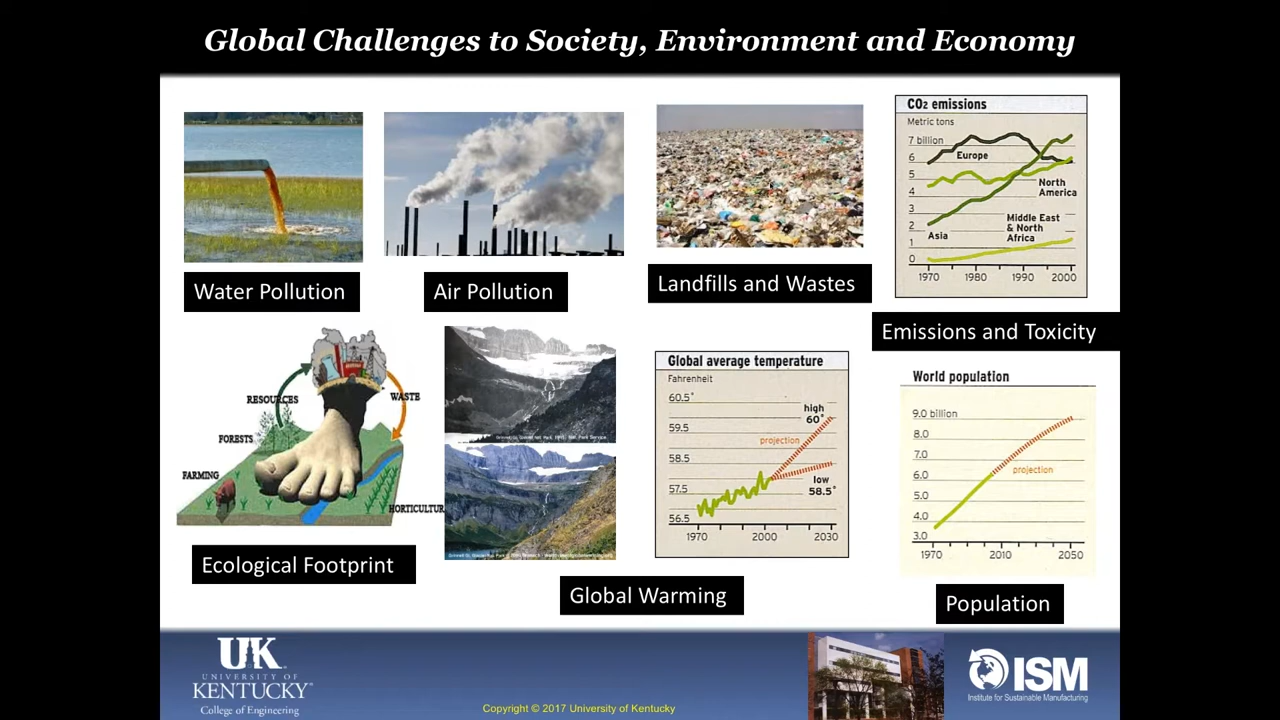 Global Challenges to Society, Environment and Economy
Water Pollution
Air Pollution
Landfills and Wastes
CO₂ emissions
Metric tons
7 billion
6
5
4
3
2
1
0
Europe
North
America
Middle East
& North
Africa
Asia
1970 1980 1990 2000
Emissions and Toxicity
RESOURCES
WASTE
FORESTS
FARMING
HORTICULTUR
Ecological Footprint
Global average temperature
Fahrenheit
60.5°
59.5
58.5
57.5
56.5
high
60°
projection
low
58.5°
1970 2000 2030
Global Warming
World population
9.0 billion
8.0
7.0
6.0
5.0
4.0
3.0
projection
1970 2010 2050
Population
UK
UNIVERSITY OF
KENTUCKY
College of Engineering
Copyright © 2017 University of Kentucky
ISM
Institute for Sustainable Manufacturing